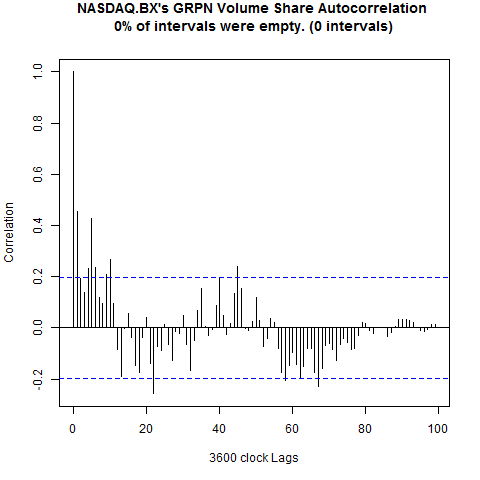 NASDAQ.BX's GRPN Volume Share Autocorrelation
0% of intervals were empty. (0 intervals)
1.0
0.8
0.6
0.4
0.2
0.0
-0.2
Correlation
0 20 40 60 80 100
3600 clock Lags